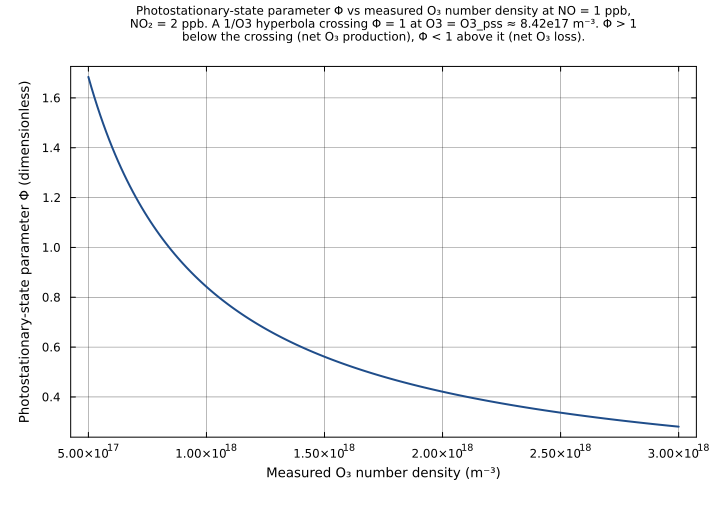 Photostationary-state parameter Φ vs measured O₃ number density at NO = 1 ppb,
NO₂ = 2 ppb. A 1/O3 hyperbola crossing Φ = 1 at O3 = O3_pss ≈ 8.42e17 m⁻³. Φ > 1
below the crossing (net O₃ production), Φ < 1 above it (net O₃ loss).
Photostationary-state parameter Φ (dimensionless)
1.6
1.4
1.2
1.0
0.8
0.6
0.4
5.00×10¹⁷ 1.00×10¹⁸ 1.50×10¹⁸ 2.00×10¹⁸ 2.50×10¹⁸ 3.00×10¹⁸
Measured O₃ number density (m⁻³)